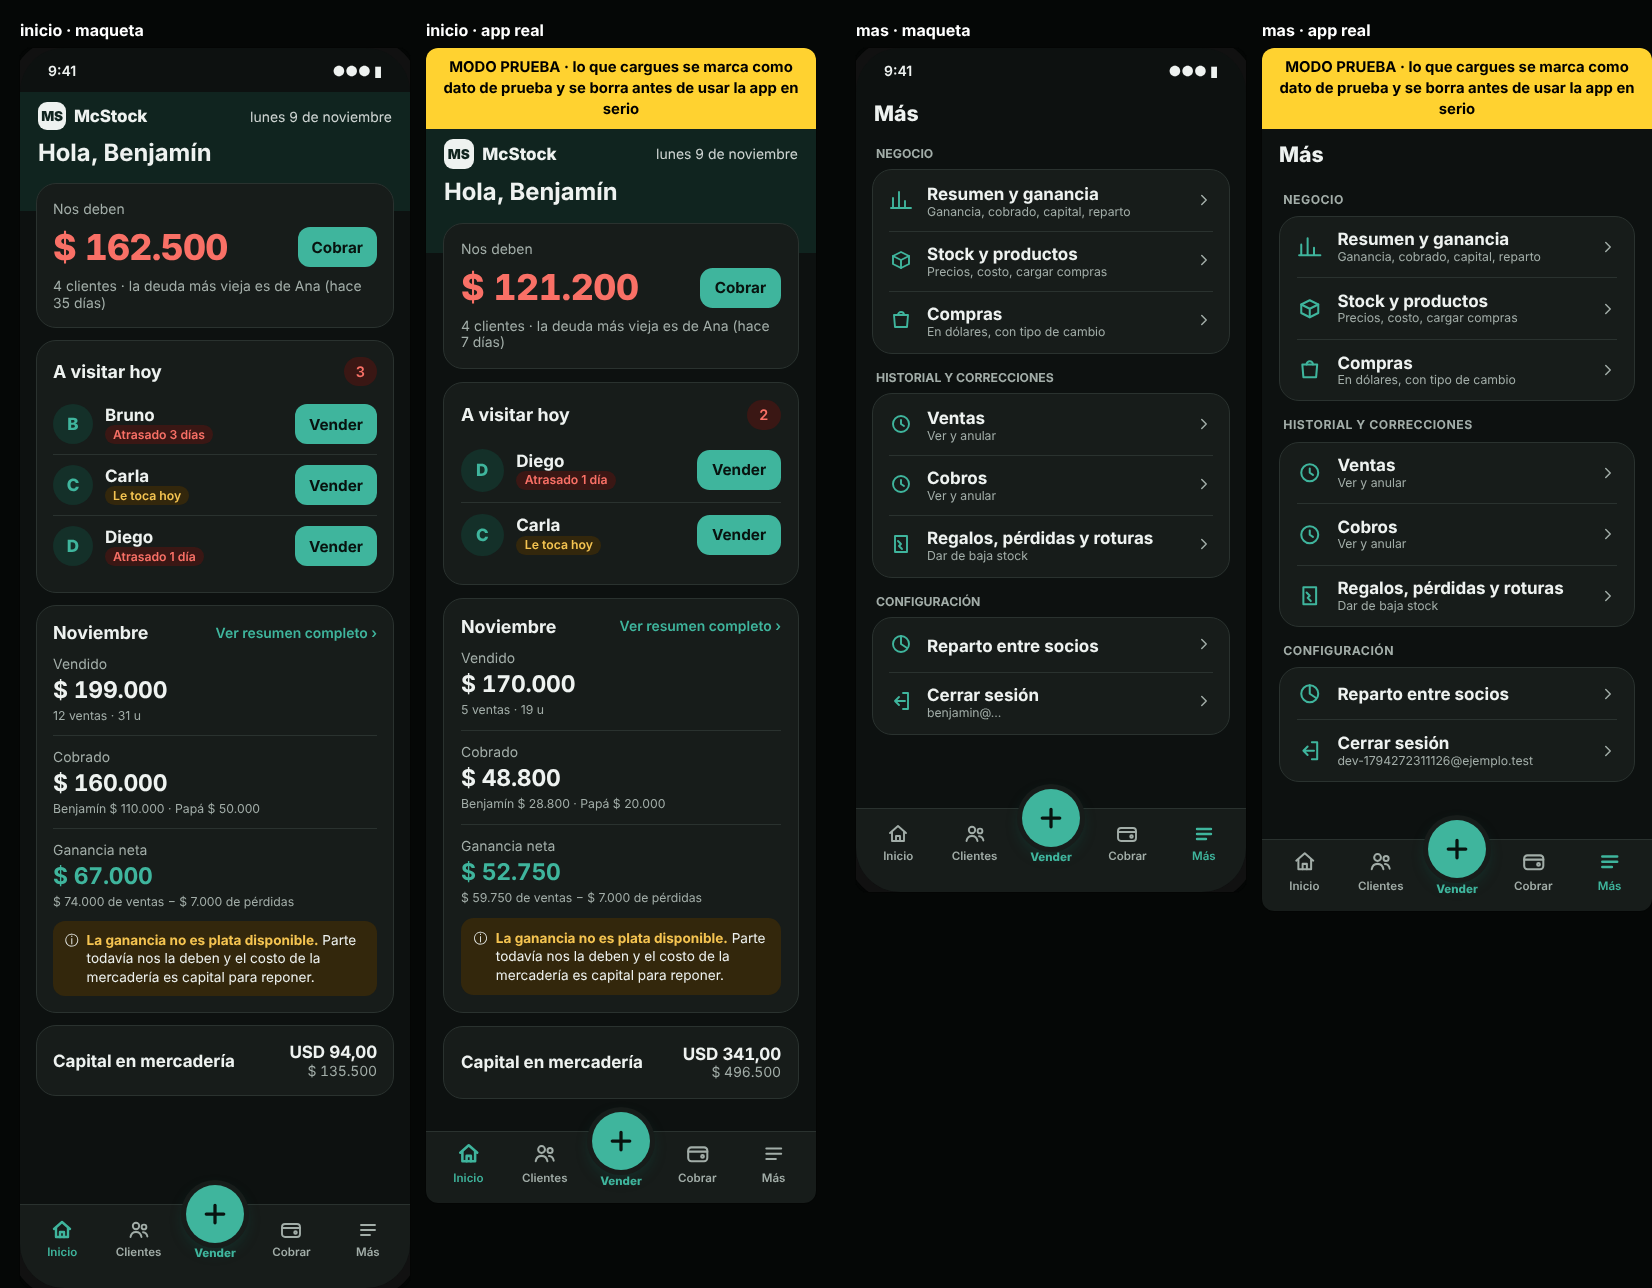 inicio · maqueta
9:41
MS McStock
lunes 9 de noviembre
Hola, Benjamín
Nos deben
$ 162.500
Cobrar
4 clientes · la deuda más vieja es de Ana (hace
35 días)
A visitar hoy
3
B
Bruno
Atrasado 3 días
Vender
C
Carla
Le toca hoy
Vender
D
Diego
Atrasado 1 día
Vender
Noviembre
Ver resumen completo ›
Vendido
$ 199.000
12 ventas · 31 u
Cobrado
$ 160.000
Benjamín $ 110.000 · Papá $ 50.000
Ganancia neta
$ 67.000
$ 74.000 de ventas − $ 7.000 de pérdidas
ⓘ La ganancia no es plata disponible. Parte
todavía nos la deben y el costo de la
mercadería es capital para reponer.
Capital en mercadería
USD 94,00
$ 135.500
Inicio
Clientes
Vender
Cobrar
Más
inicio · app real
MODO PRUEBA · lo que cargues se marca como
dato de prueba y se borra antes de usar la app en
serio
MS McStock
lunes 9 de noviembre
Hola, Benjamín
Nos deben
$ 121.200
Cobrar
4 clientes · la deuda más vieja es de Ana (hace
7 días)
A visitar hoy
2
D
Diego
Atrasado 1 día
Vender
C
Carla
Le toca hoy
Vender
Noviembre
Ver resumen completo ›
Vendido
$ 170.000
5 ventas · 19 u
Cobrado
$ 48.800
Benjamín $ 28.800 · Papá $ 20.000
Ganancia neta
$ 52.750
$ 59.750 de ventas − $ 7.000 de pérdidas
ⓘ La ganancia no es plata disponible. Parte
todavía nos la deben y el costo de la
mercadería es capital para reponer.
Capital en mercadería
USD 341,00
$ 496.500
Inicio
Clientes
Vender
Cobrar
Más
mas · maqueta
9:41
Más
NEGOCIO
Resumen y ganancia
Ganancia, cobrado, capital, reparto
Stock y productos
Precios, costo, cargar compras
Compras
En dólares, con tipo de cambio
HISTORIAL Y CORRECCIONES
Ventas
Ver y anular
Cobros
Ver y anular
Regalos, pérdidas y roturas
Dar de baja stock
CONFIGURACIÓN
Reparto entre socios
Cerrar sesión
benjamin@...
Inicio
Clientes
Vender
Cobrar
Más
mas · app real
MODO PRUEBA · lo que cargues se marca como
dato de prueba y se borra antes de usar la app en
serio
Más
NEGOCIO
Resumen y ganancia
Ganancia, cobrado, capital, reparto
Stock y productos
Precios, costo, cargar compras
Compras
En dólares, con tipo de cambio
HISTORIAL Y CORRECCIONES
Ventas
Ver y anular
Cobros
Ver y anular
Regalos, pérdidas y roturas
Dar de baja stock
CONFIGURACIÓN
Reparto entre socios
Cerrar sesión
dev-1794272311126@ejemplo.test
Inicio
Clientes
Vender
Cobrar
Más